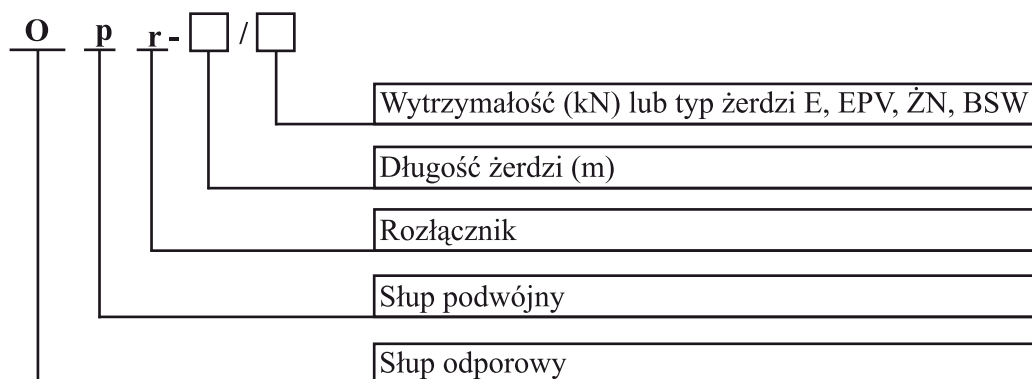 O p r - □ / □
Wytrzymałość (kN) lub typ żerdzi E, EPV, ŻN, BSW
Długość żerdzi (m)
Rozłącznik
Słup podwójny
Słup odporowy